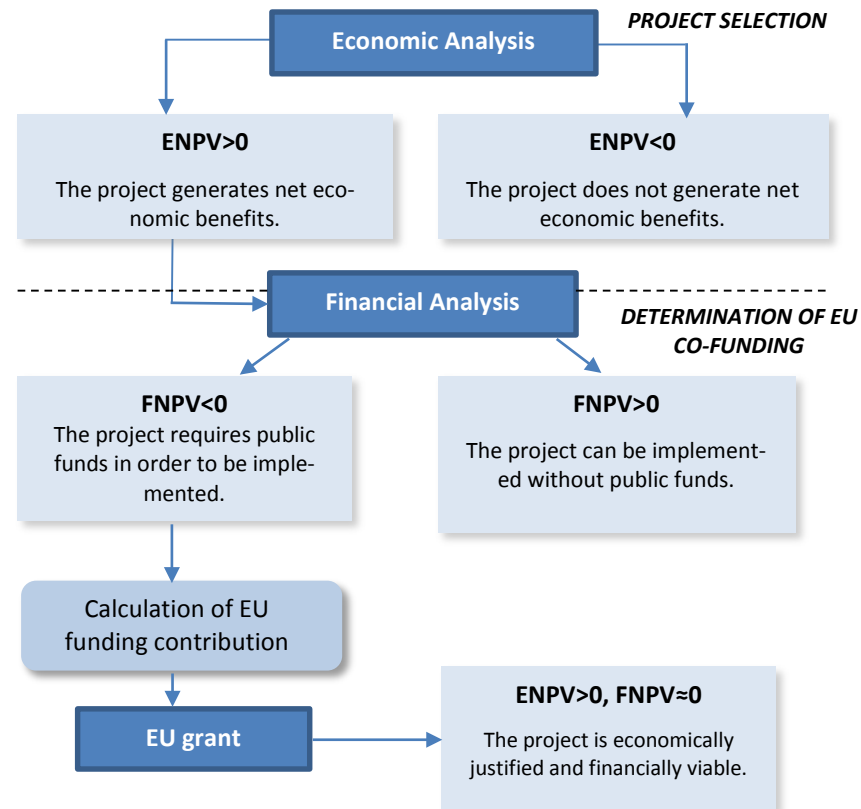 Economic Analysis
PROJECT SELECTION
ENPV>0
The project generates net eco-
nomic benefits.
ENPV<0
The project does not generate net
economic benefits.
Financial Analysis
DETERMINATION OF EU
CO-FUNDING
FNPV<0
The project requires public
funds in order to be imple-
mented.
FNPV>0
The project can be implement-
ed without public funds.
Calculation of EU
funding contribution
EU grant
ENPV>0, FNPV≈0
The project is economically
justified and financially viable.